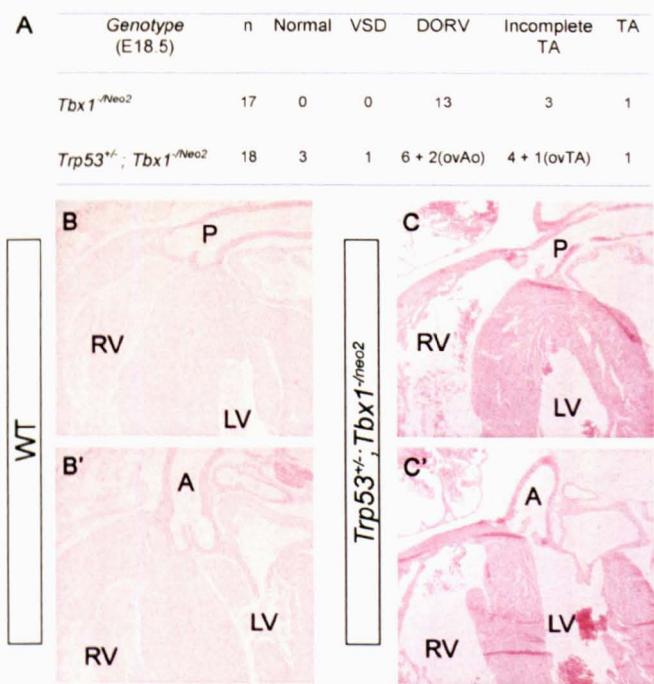 A
Genotype n Normal VSD DORV Incomplete TA
(E18.5) TA
Tbx1-/Neo2 17 0 0 13 3 1
Trp53+/-; Tbx1-/Neo2 18 3 1 6 + 2(ovAo) 4 + 1(ovTA) 1
B
P
RV
LV
WT
B'
A
RV
LV
C
P
RV
LV
Trp53+/-; Tbx1-/neo2
C'
A
RV
LV